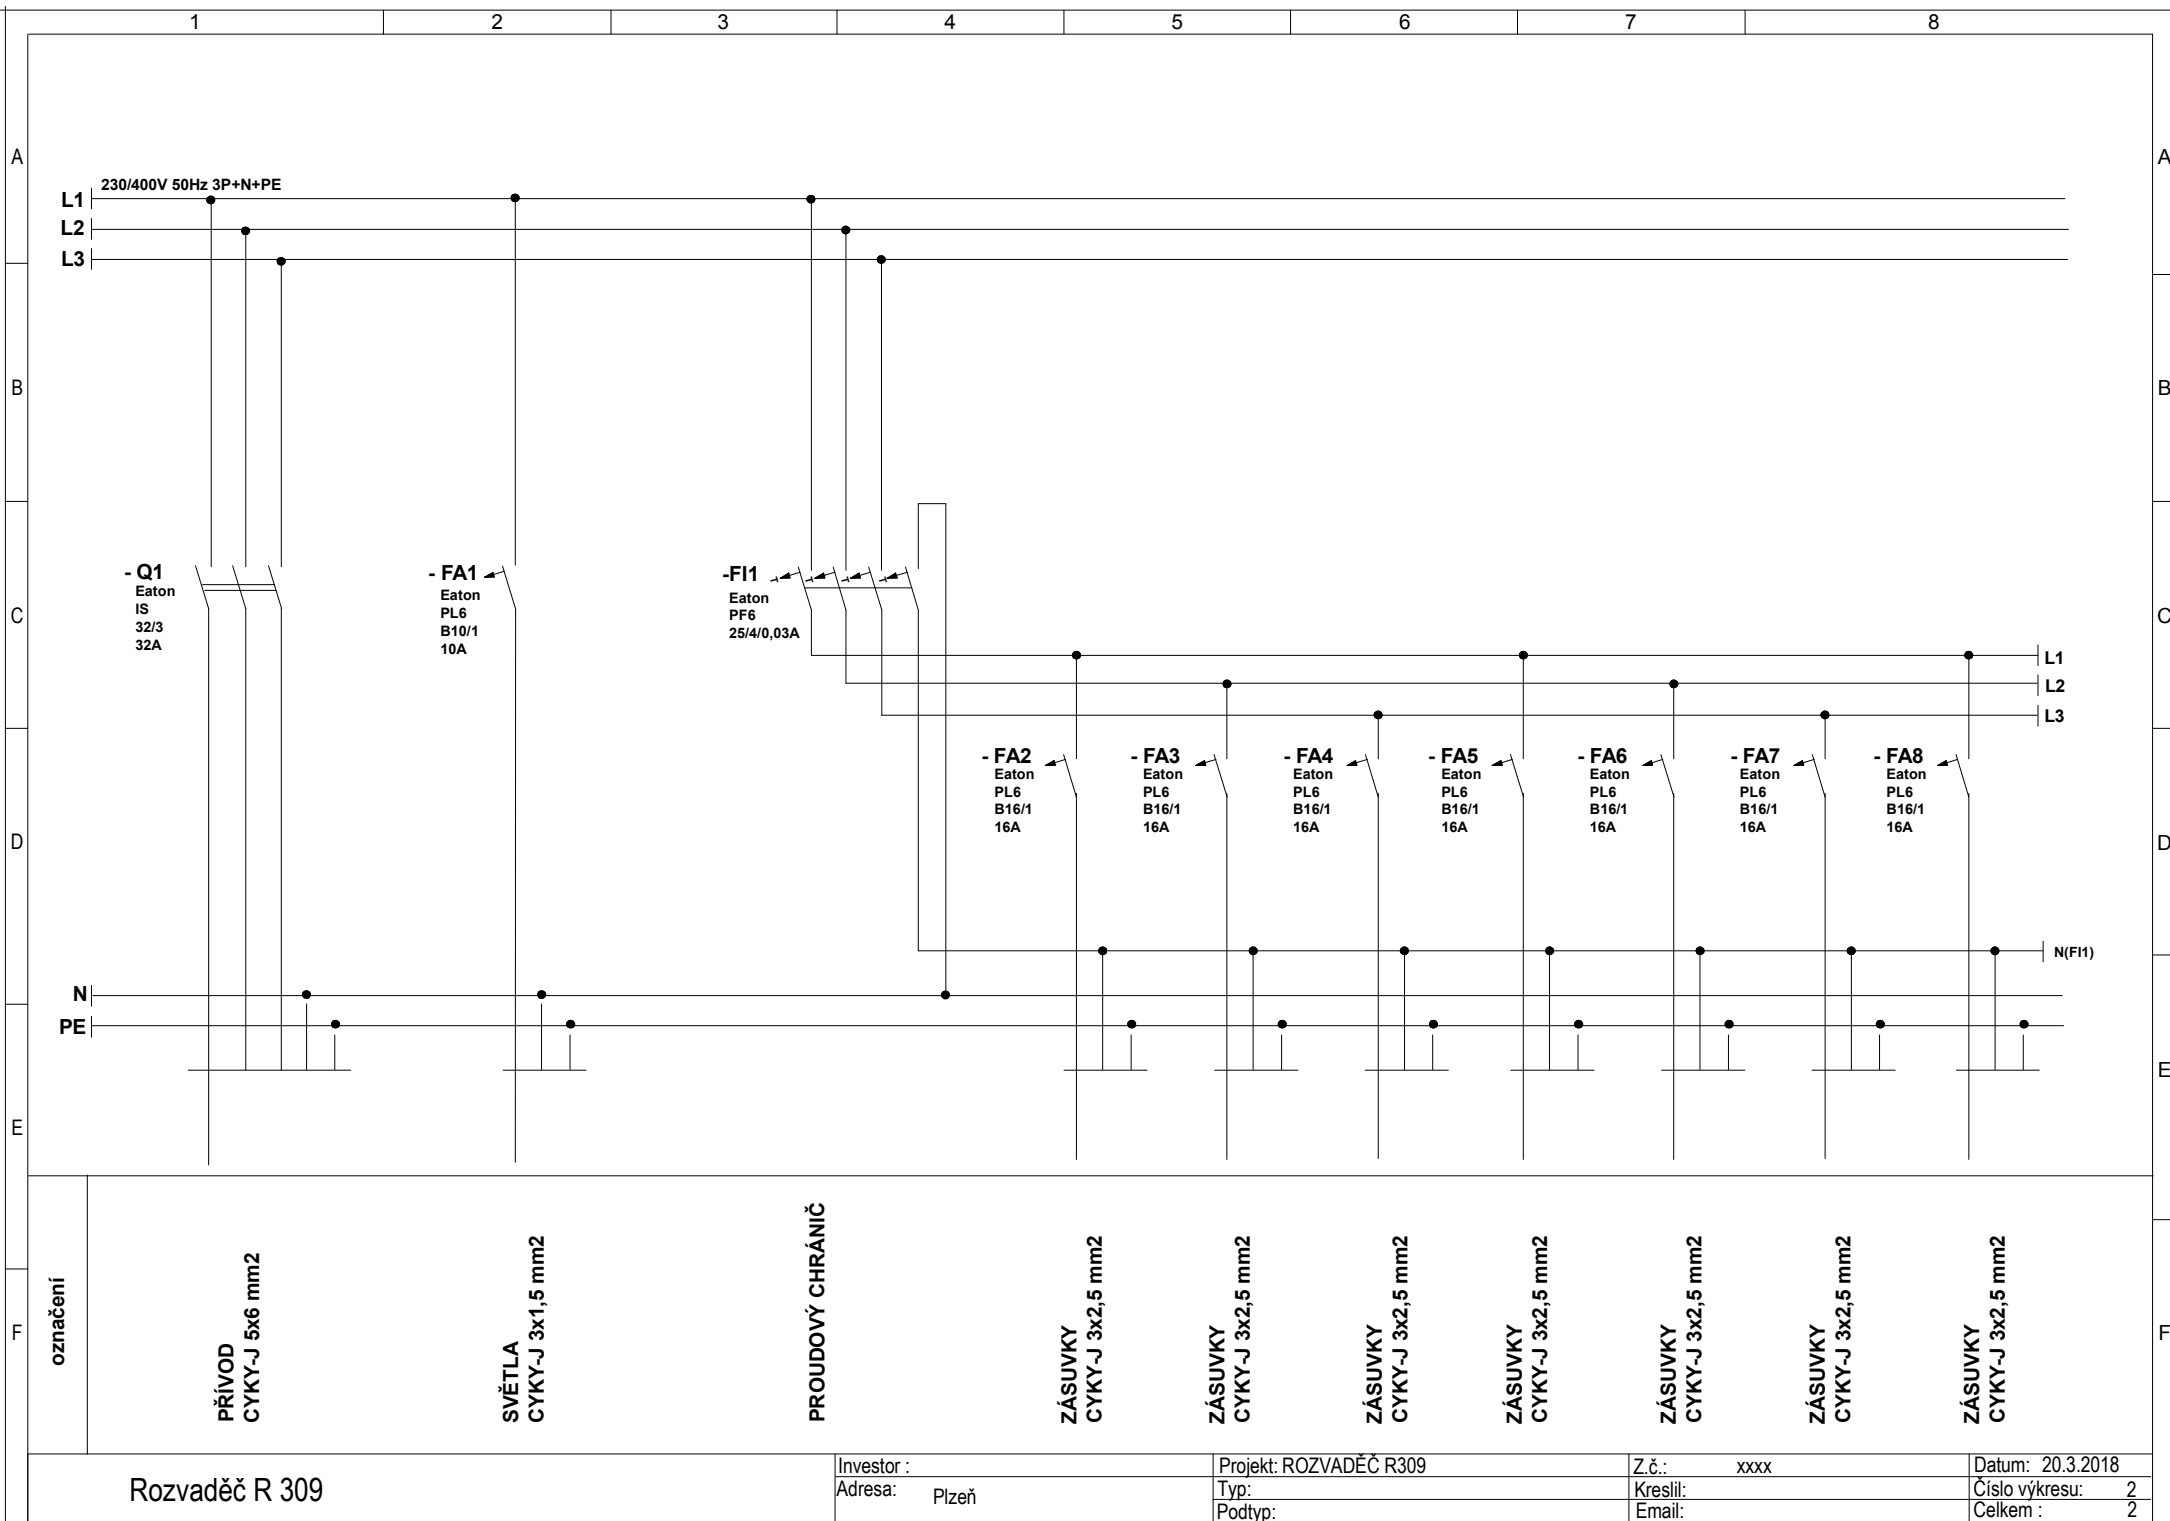 1 2 3 4 5 6 7 8
A A
230/400V 50Hz 3P+N+PE
L1
L2
L3
B B
C C
- Q1
Eaton
IS
32/3
32A
- FA1
Eaton
PL6
B10/1
10A
-FI1
Eaton
PF6
25/4/0,03A
L1
L2
L3
- FA2
Eaton
PL6
B16/1
16A
- FA3
Eaton
PL6
B16/1
16A
- FA4
Eaton
PL6
B16/1
16A
- FA5
Eaton
PL6
B16/1
16A
- FA6
Eaton
PL6
B16/1
16A
- FA7
Eaton
PL6
B16/1
16A
- FA8
Eaton
PL6
B16/1
16A
D D
N(FI1)
N
PE
E E
F F
označení
PŘÍVOD
CYKY-J 5x6 mm2
SVĚTLA
CYKY-J 3x1,5 mm2
PROUDOVÝ CHRÁNIČ
ZÁSUVKY
CYKY-J 3x2,5 mm2
ZÁSUVKY
CYKY-J 3x2,5 mm2
ZÁSUVKY
CYKY-J 3x2,5 mm2
ZÁSUVKY
CYKY-J 3x2,5 mm2
ZÁSUVKY
CYKY-J 3x2,5 mm2
ZÁSUVKY
CYKY-J 3x2,5 mm2
ZÁSUVKY
CYKY-J 3x2,5 mm2
Rozvaděč R 309
Investor :
Adresa: Plzeň
Projekt: ROZVADĚČ R309
Typ:
Podtyp:
Z.č.: xxxx
Kreslil:
Email:
Datum: 20.3.2018
Číslo výkresu: 2
Celkem : 2